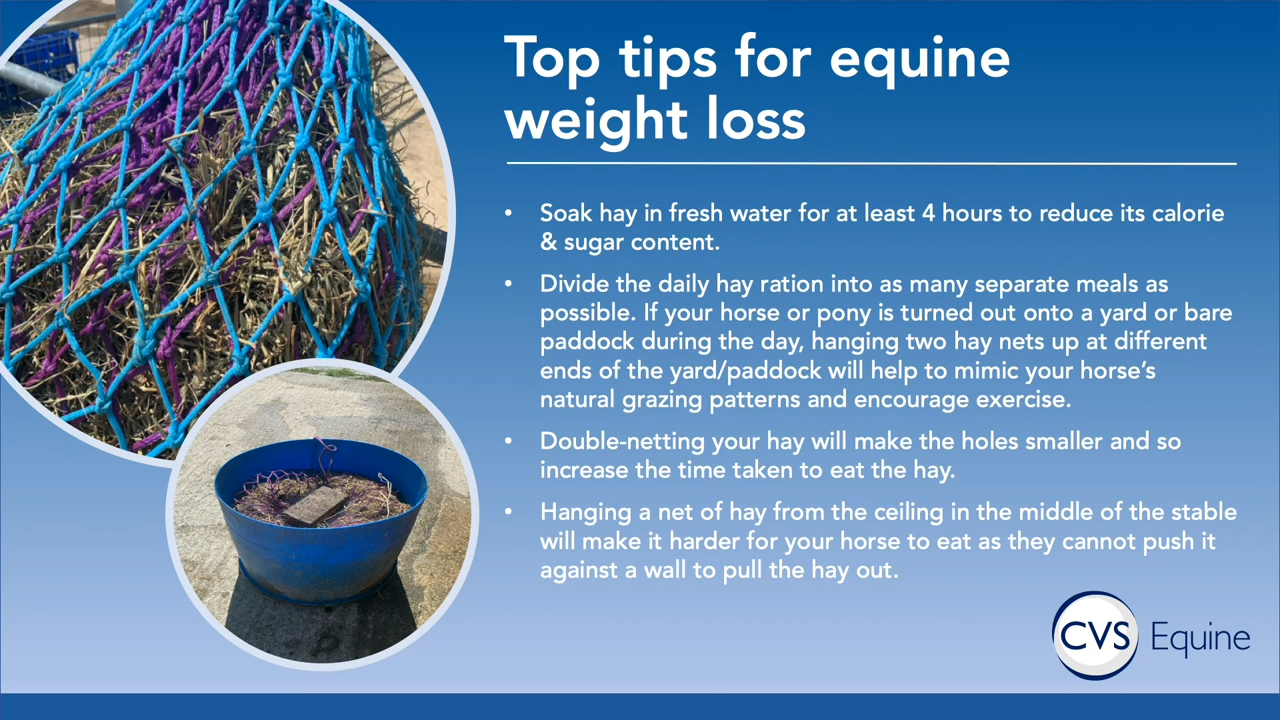 Top tips for equine
weight loss
• Soak hay in fresh water for at least 4 hours to reduce its calorie
& sugar content.
• Divide the daily hay ration into as many separate meals as
possible. If your horse or pony is turned out onto a yard or bare
paddock during the day, hanging two hay nets up at different
ends of the yard/paddock will help to mimic your horse’s
natural grazing patterns and encourage exercise.
• Double-netting your hay will make the holes smaller and so
increase the time taken to eat the hay.
• Hanging a net of hay from the ceiling in the middle of the stable
will make it harder for your horse to eat as they cannot push it
against a wall to pull the hay out.
CVS Equine